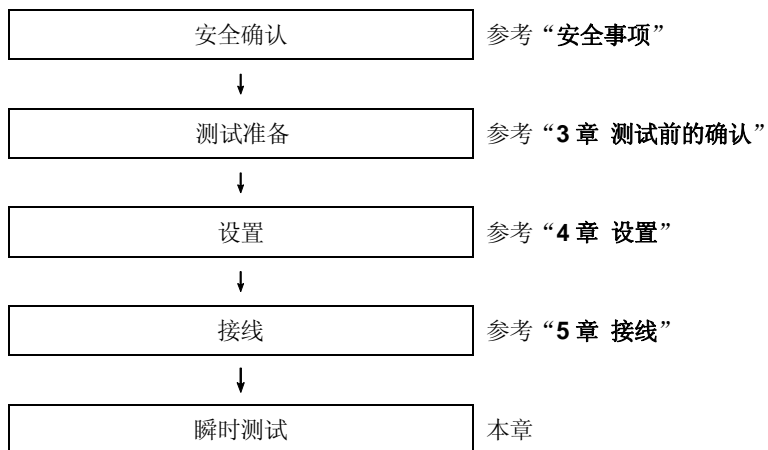 安全确认 参考“安全事项”
↓
测试准备 参考“3 章 测试前的确认”
↓
设置 参考“4 章 设置”
↓
接线 参考“5 章 接线”
↓
瞬时测试 本章